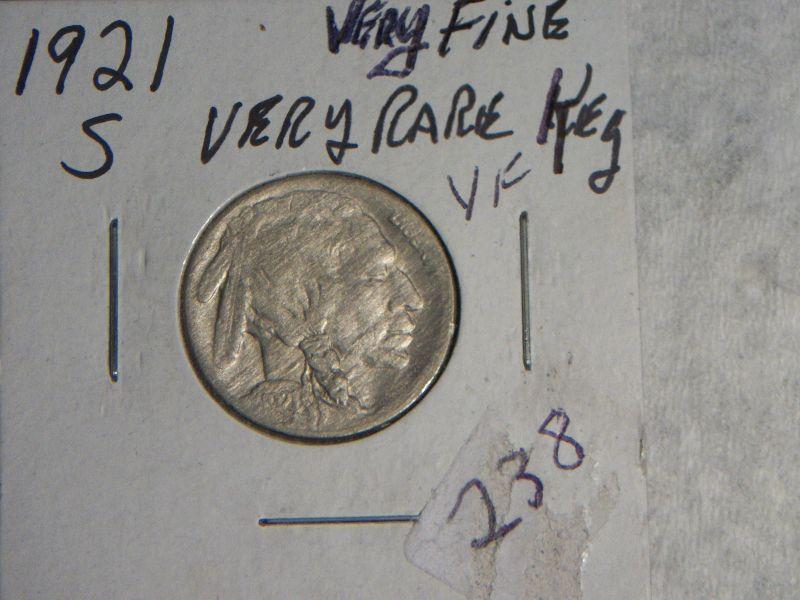 VERY FINE
1921
S
VERY RARE Key
VF
238